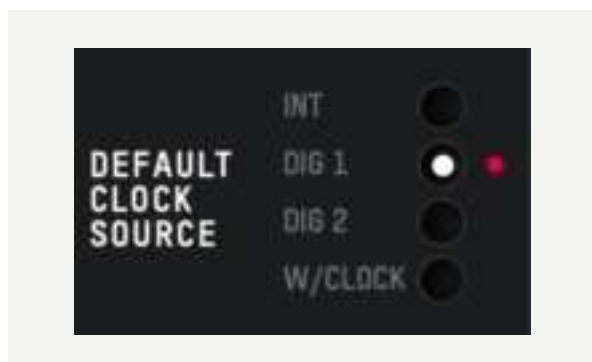 DEFAULT
CLOCK
SOURCE
INT
DIG 1
DIG 2
W/CLOCK